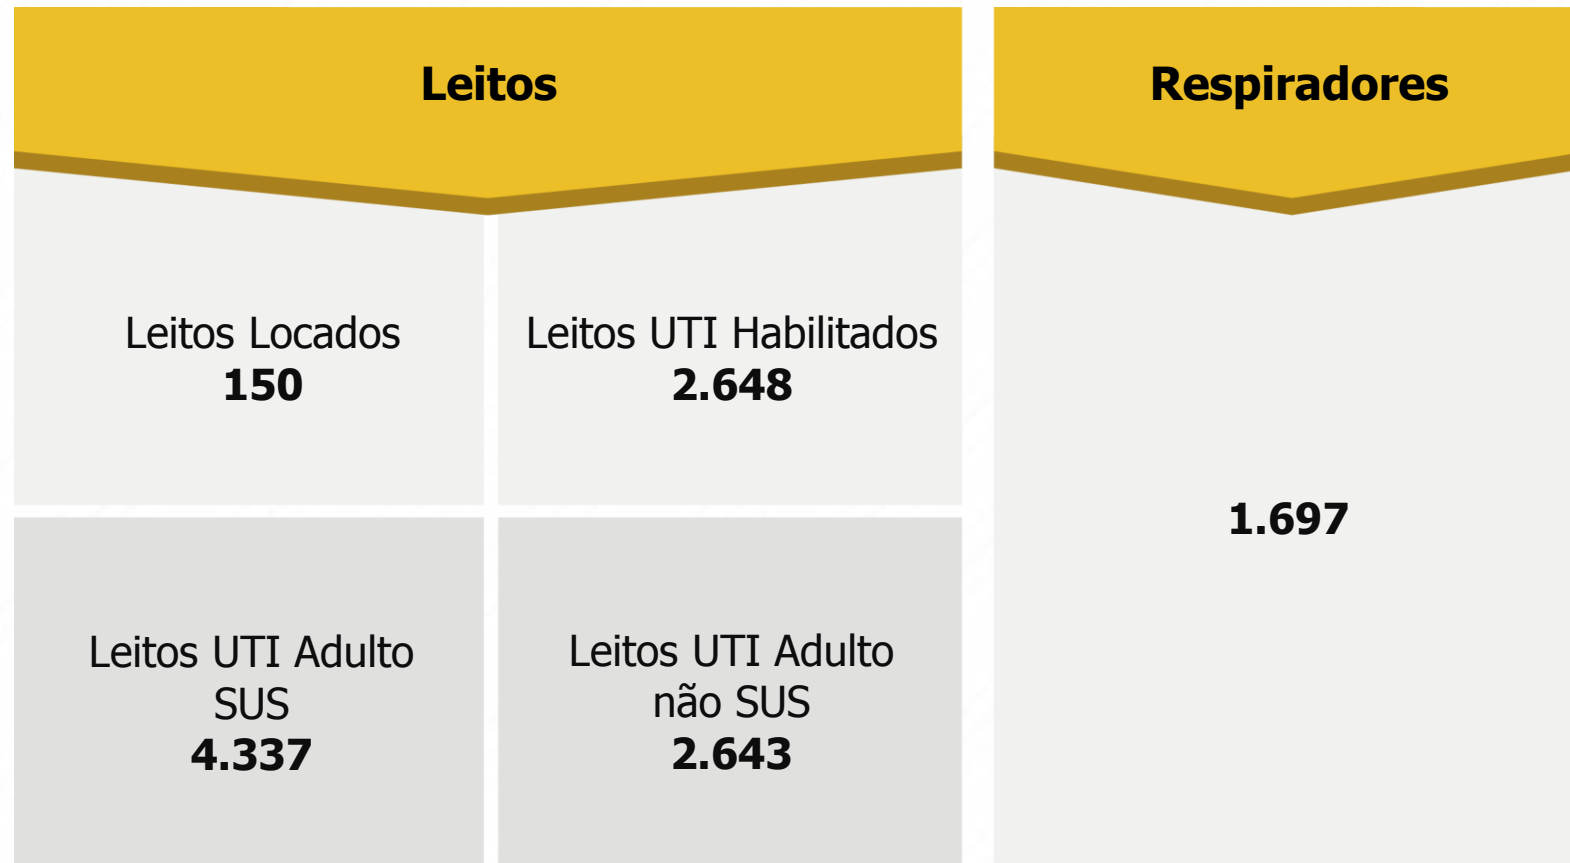 Leitos
Leitos Locados
150
Leitos UTI Habilitados
2.648
Leitos UTI Adulto
SUS
4.337
Leitos UTI Adulto
não SUS
2.643
Respiradores
1.697